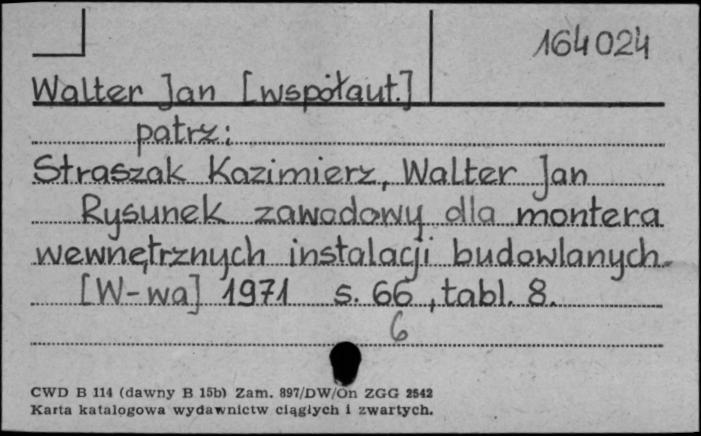 164024
Walter Jan [współaut.]
patrz:
Straszak Kazimierz, Walter Jan
Rysunek zawodowy dla montera
wewnętrznych instalacji budowlanych.
[W-wa] 1971 s. 66, tabl. 8.
6
CWD B 114 (dawny B 15b) Zam. 897/DW/On ZGG 2542
Karta katalogowa wydawnictw ciągłych i zwartych.